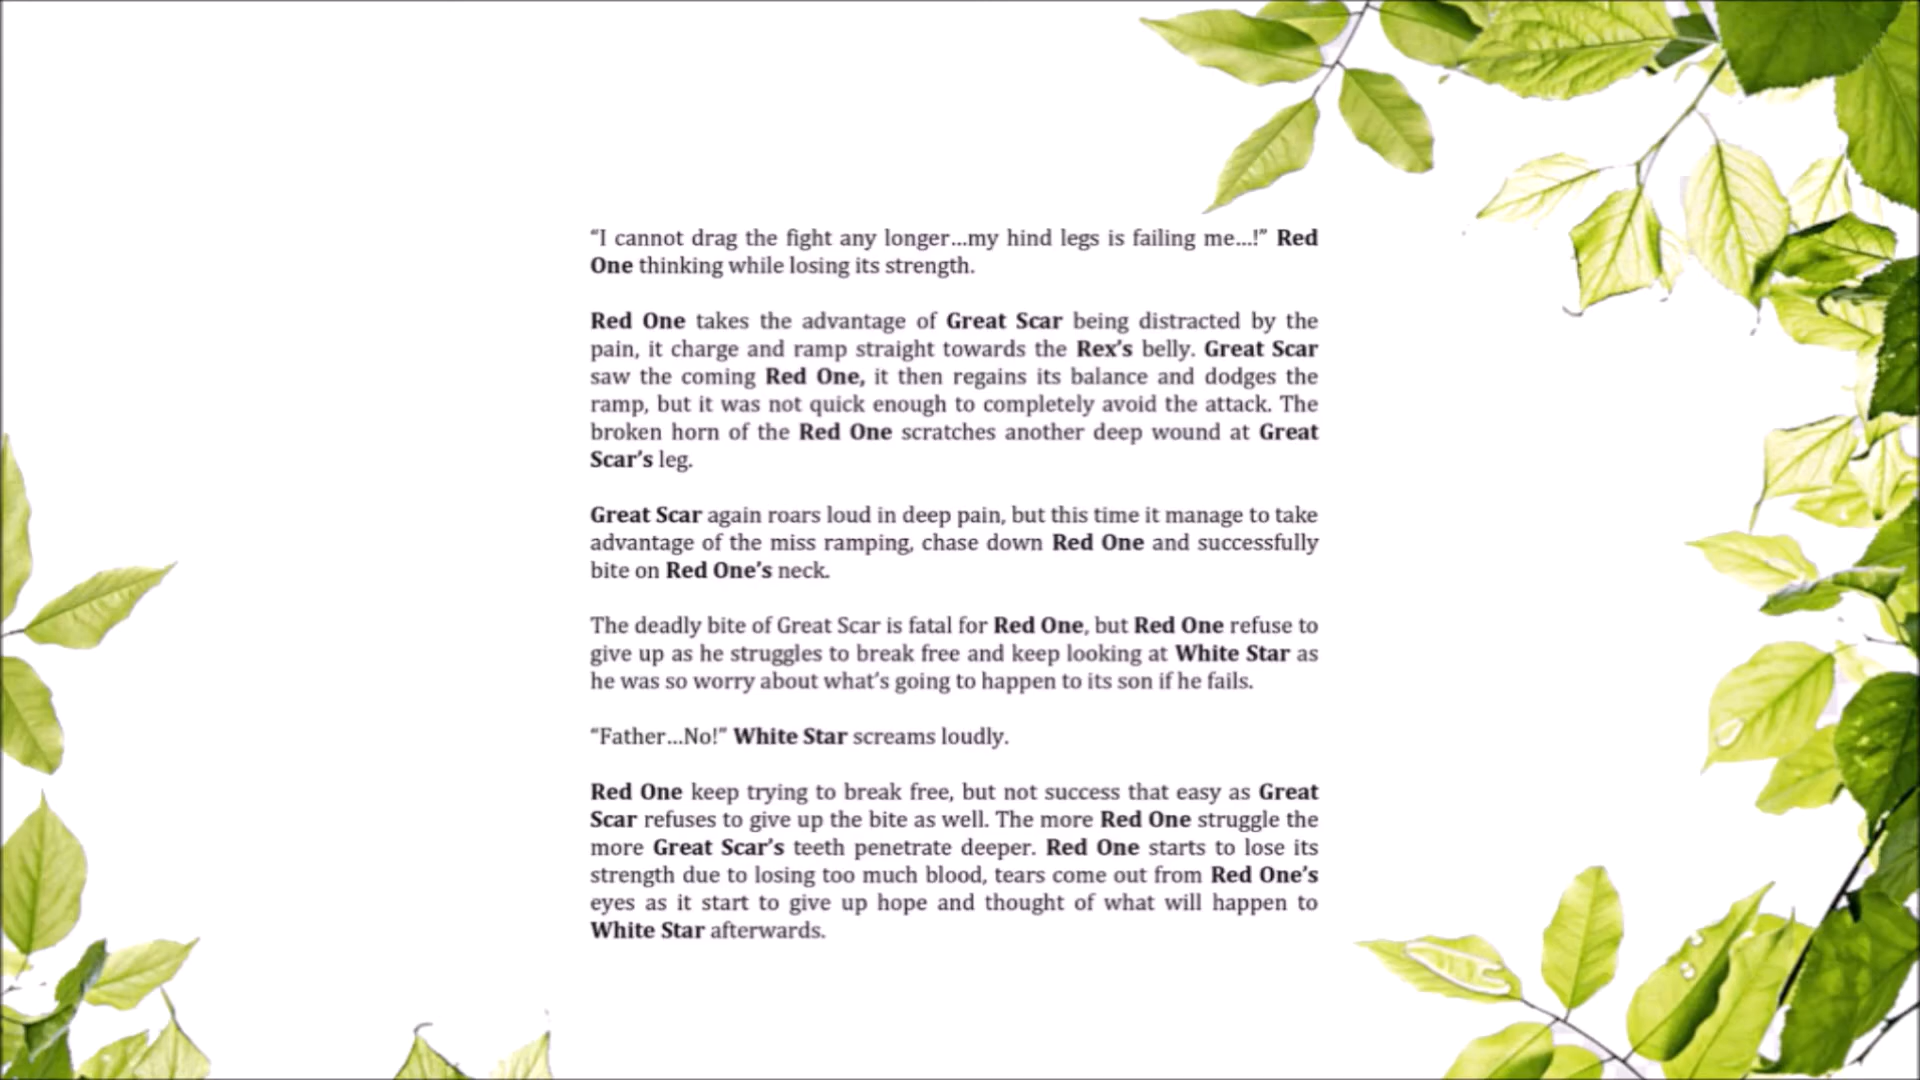 “I cannot drag the fight any longer...my hind legs is failing me...!” Red
One thinking while losing its strength.
Red One takes the advantage of Great Scar being distracted by the
pain, it charge and ramp straight towards the Rex’s belly. Great Scar
saw the coming Red One, it then regains its balance and dodges the
ramp, but it was not quick enough to completely avoid the attack. The
broken horn of the Red One scratches another deep wound at Great
Scar’s leg.
Great Scar again roars loud in deep pain, but this time it manage to take
advantage of the miss ramping, chase down Red One and successfully
bite on Red One’s neck.
The deadly bite of Great Scar is fatal for Red One, but Red One refuse to
give up as he struggles to break free and keep looking at White Star as
he was so worry about what’s going to happen to its son if he fails.
“Father...No!” White Star screams loudly.
Red One keep trying to break free, but not success that easy as Great
Scar refuses to give up the bite as well. The more Red One struggle the
more Great Scar’s teeth penetrate deeper. Red One starts to lose its
strength due to losing too much blood, tears come out from Red One’s
eyes as it start to give up hope and thought of what will happen to
White Star afterwards.